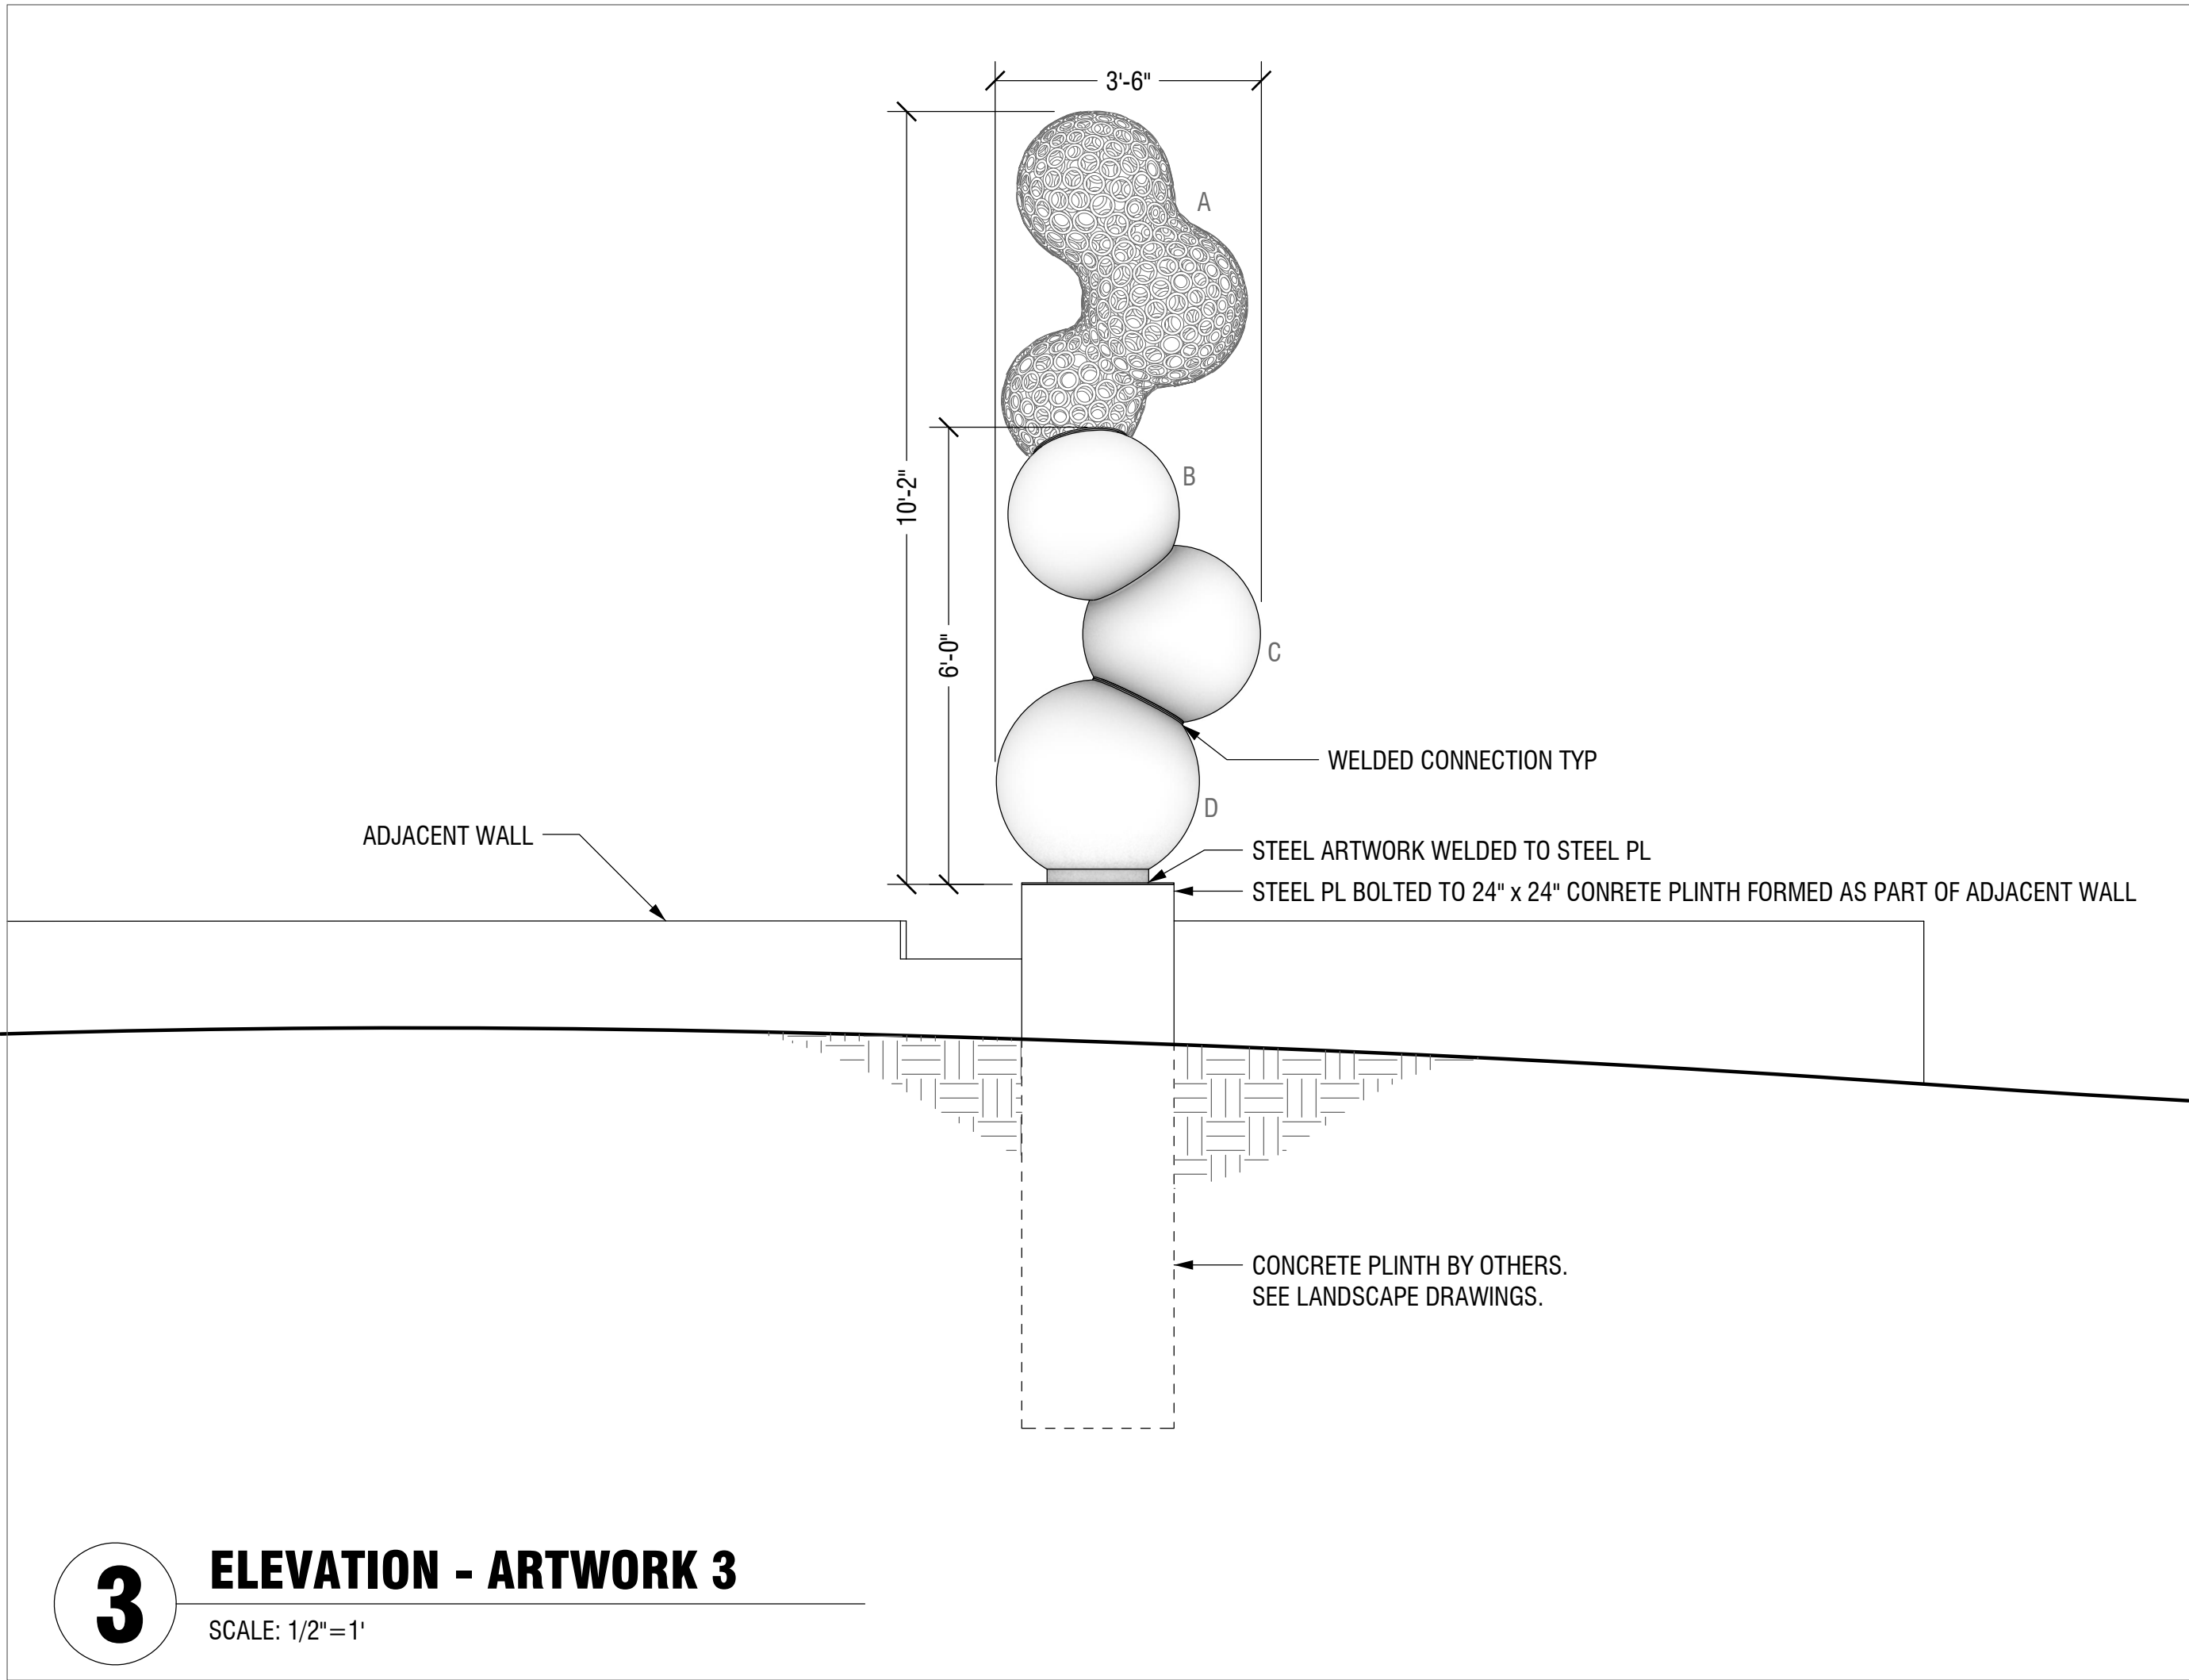 3'-6"
A
10'-2"
B
6'-0"
C
WELDED CONNECTION TYP
D
ADJACENT WALL
STEEL ARTWORK WELDED TO STEEL PL
STEEL PL BOLTED TO 24" x 24" CONRETE PLINTH FORMED AS PART OF ADJACENT WALL
CONCRETE PLINTH BY OTHERS.
SEE LANDSCAPE DRAWINGS.
3
ELEVATION - ARTWORK 3
SCALE: 1/2"=1'